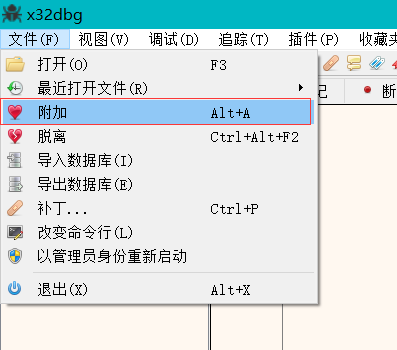 x32dbg
文件(F) 视图(V) 调试(D) 追踪(T) 插件(P) 收藏夹
打开(O) F3
最近打开文件(R)
附加 Alt+A
脱离 Ctrl+Alt+F2
导入数据库(I)
导出数据库(E)
补丁... Ctrl+P
改变命令行(L)
以管理员身份重新启动
退出(X) Alt+X
记 断